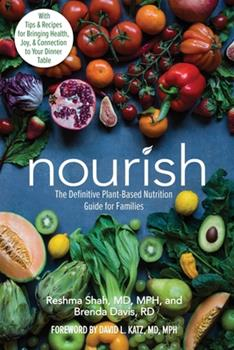 With
Tips & Recipes
for Bringing Health,
Joy, & Connection
to Your Dinner
Table
nourish
The Definitive Plant-Based Nutrition
Guide for Families
Reshma Shah, MD, MPH, and
Brenda Davis, RD
FOREWORD BY DAVID L. KATZ, MD, MPH